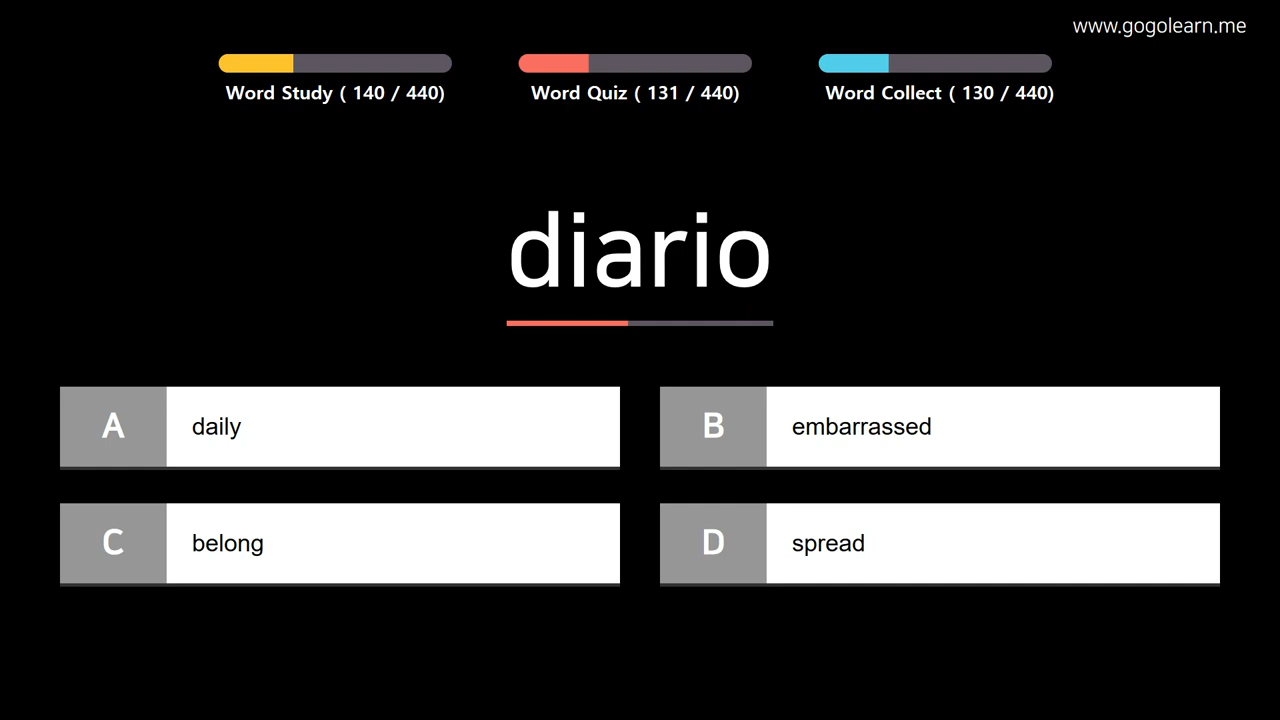 www.gogolearn.me
Word Study ( 140 / 440)
Word Quiz ( 131 / 440)
Word Collect ( 130 / 440)
diario
A daily
B embarrassed
C belong
D spread